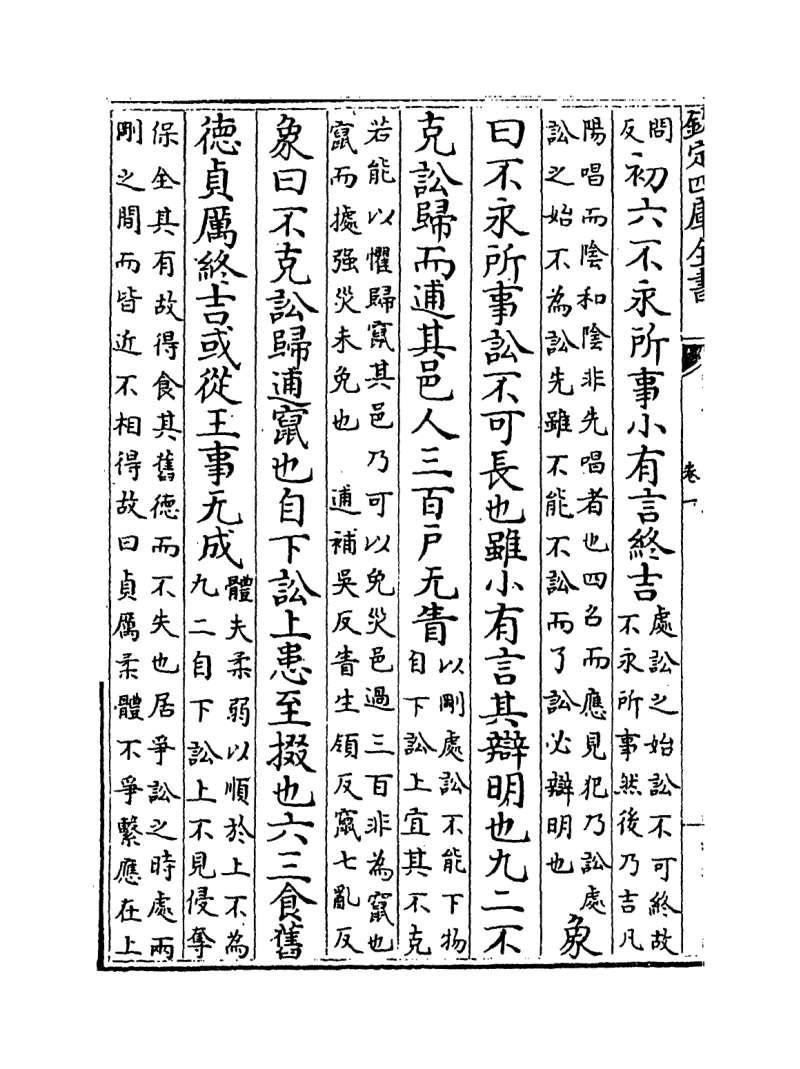 欽定四庫全書 卷一
問反初六不永所事小有言終吉處訟之始訟不可終故不永所事然後乃吉凡
陽唱而陰和陰非先唱者也四召而應見犯乃訟處訟之始不為訟先雖不能不訟而了訟必辯明也 象
曰不永所事訟不可長也雖小有言其辯明也九二不
克訟歸而逋其邑人三百戶无眚以剛處訟不能下物自下訟上宜其不克
若能以懼歸竄其邑乃可以免災邑過三百非為竄也竄而據强災未免也 逋補吳反眚生領反竄七亂反
象曰不克訟歸逋竄也自下訟上患至掇也六三食舊
德貞厲終吉或從王事无成體夫柔弱以順於上不為九二自下訟上不見侵奪
保全其有故得食其舊德而不失也居爭訟之時處兩剛之間而皆近不相得故曰貞厲柔體不爭繫應在上